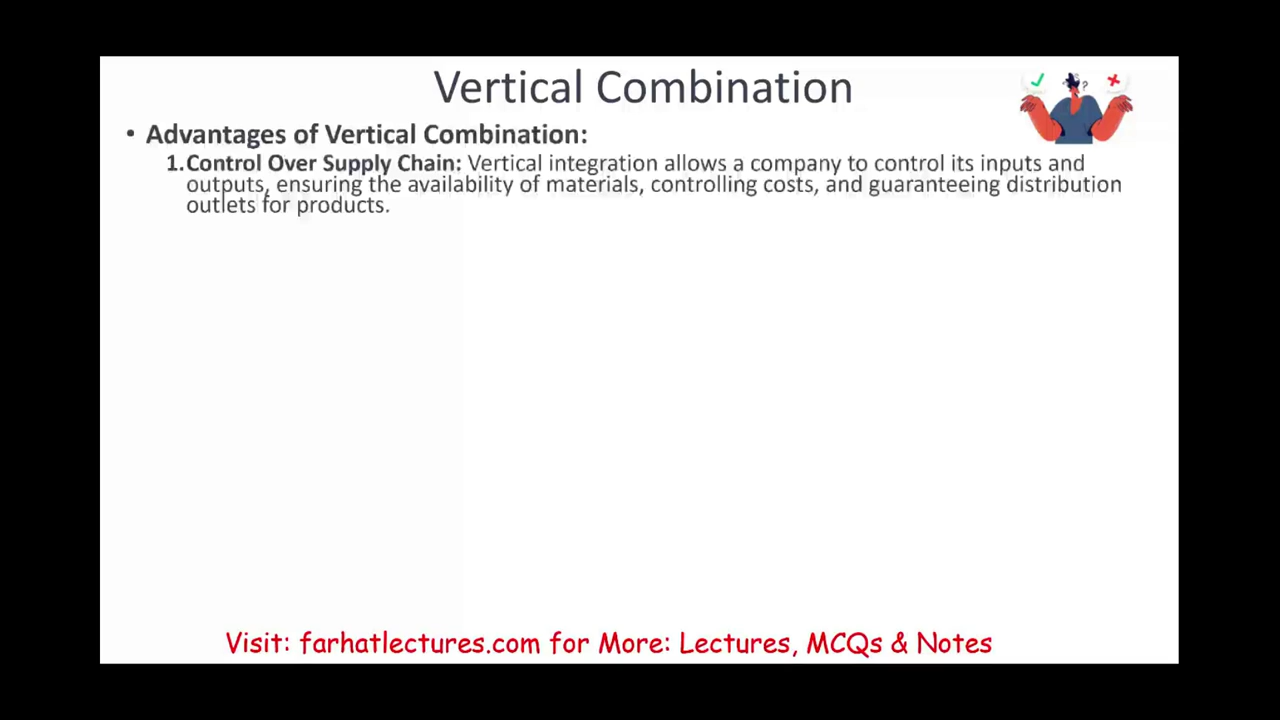 Vertical Combination
• Advantages of Vertical Combination:
1.Control Over Supply Chain: Vertical integration allows a company to control its inputs and
outputs, ensuring the availability of materials, controlling costs, and guaranteeing distribution
outlets for products.
Visit: farhatlectures.com for More: Lectures, MCQs & Notes